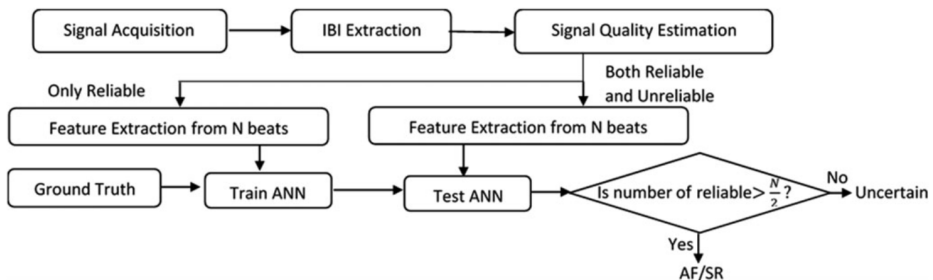 Signal Acquisition
IBI Extraction
Signal Quality Estimation
Only Reliable
Both Reliable
and Unreliable
Feature Extraction from N beats
Feature Extraction from N beats
Ground Truth
Train ANN
Test ANN
Is number of reliable> N/2 ?
No
Uncertain
Yes
AF/SR